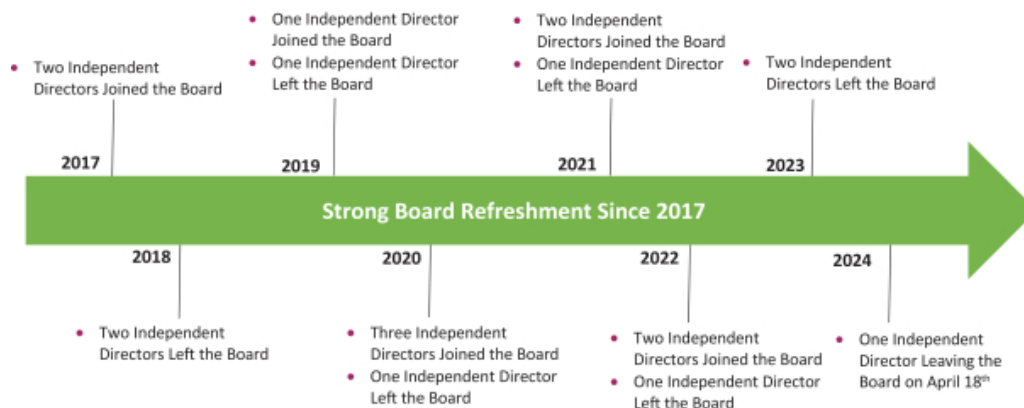 • One Independent Director
Joined the Board
• One Independent Director
Left the Board
• Two Independent
Directors Joined the Board
• One Independent Director
Left the Board
• Two Independent
Directors Joined the Board
• Two Independent
Directors Left the Board
2017
2019
2021
2023
Strong Board Refreshment Since 2017
2018
2020
2022
2024
• Two Independent
Directors Left the Board
• Three Independent
Directors Joined the Board
• One Independent Director
Left the Board
• Two Independent
Directors Joined the Board
• One Independent Director
Left the Board
• One Independent
Director Leaving the
Board on April 18th